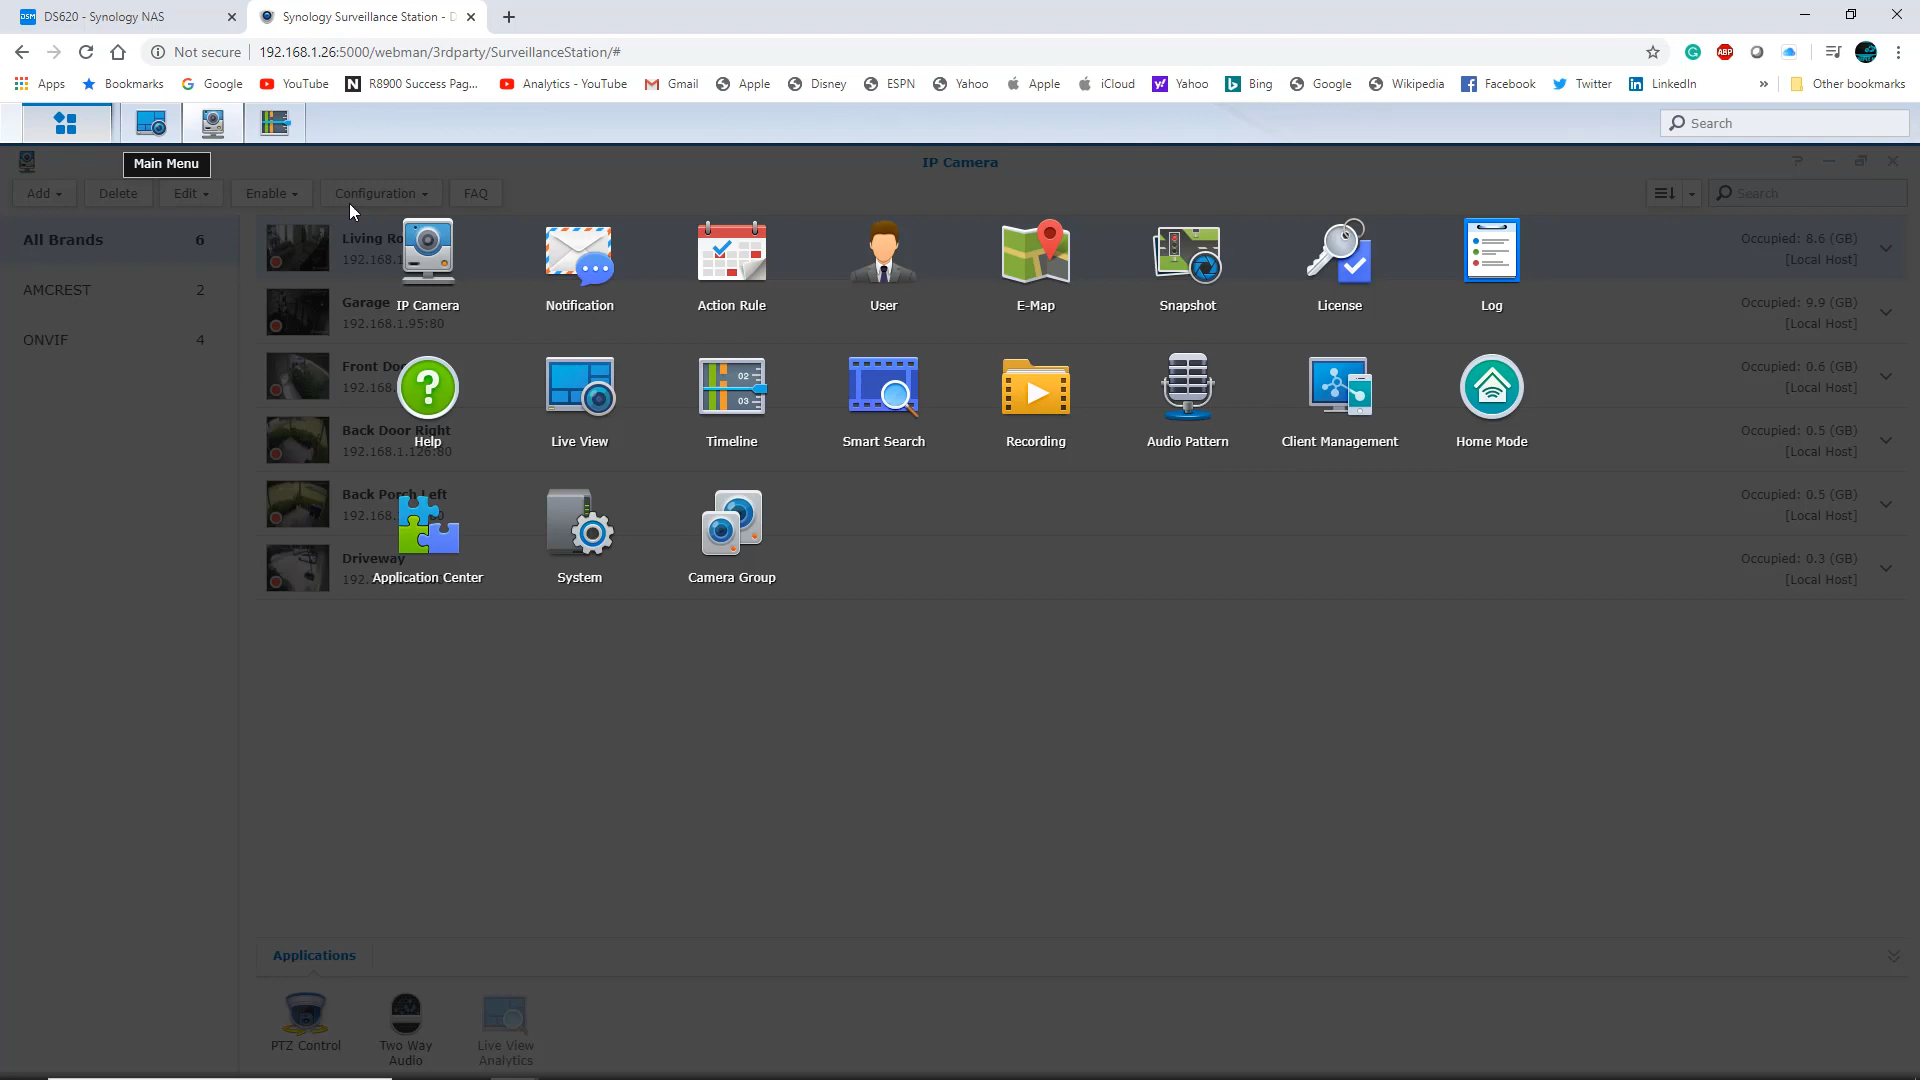 DSM DS620 - Synology NAS
Synology Surveillance Station - D
Not secure 192.168.1.26:5000/webman/3rdparty/SurveillanceStation/#
ABP
Apps Bookmarks Google YouTube R8900 Success Pag... Analytics - YouTube Gmail Apple Disney ESPN Yahoo Apple iCloud Yahoo Bing Google Wikipedia Facebook Twitter LinkedIn » Other bookmarks
Search
Main Menu
IP Camera
Add Delete Edit Enable Configuration FAQ Search
All Brands 6
AMCREST 2
ONVIF 4
Living Ro
192.168.1
Occupied: 8.6 (GB)
[Local Host]
Garage
192.168.1.95:80
Occupied: 9.9 (GB)
[Local Host]
Front Doo
192.168.
Occupied: 0.6 (GB)
[Local Host]
Back Door Right
192.168.1.126:80
Occupied: 0.5 (GB)
[Local Host]
Back Porch Left
192.168.
Occupied: 0.5 (GB)
[Local Host]
Driveway
192.
Occupied: 0.3 (GB)
[Local Host]
IP Camera
Notification
Action Rule
User
E-Map
Snapshot
License
Log
Help
Live View
02
03
Timeline
Smart Search
Recording
Audio Pattern
Client Management
Home Mode
Application Center
System
Camera Group
Applications
PTZ Control
Two Way
Audio
Live View
Analytics